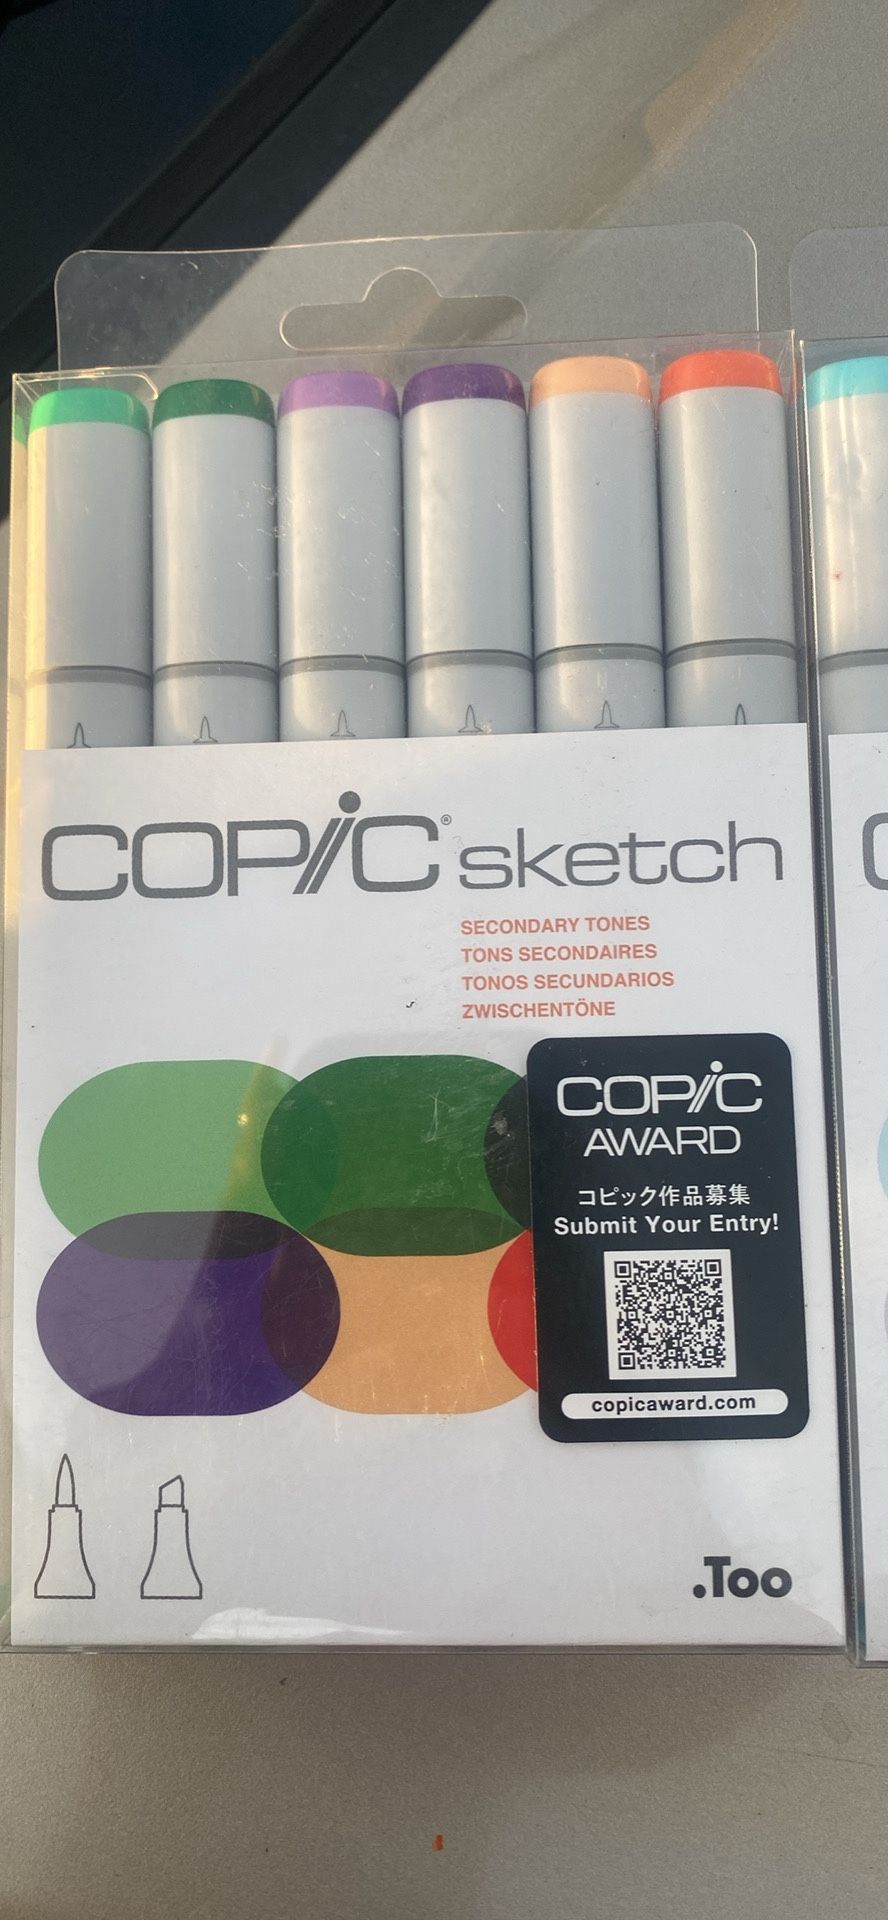 COPiC® sketch
SECONDARY TONES
TONS SECONDAIRES
TONOS SECUNDARIOS
ZWISCHENTÖNE
COPiC
AWARD
コピック作品募集
Submit Your Entry!
copicaward.com
.Too